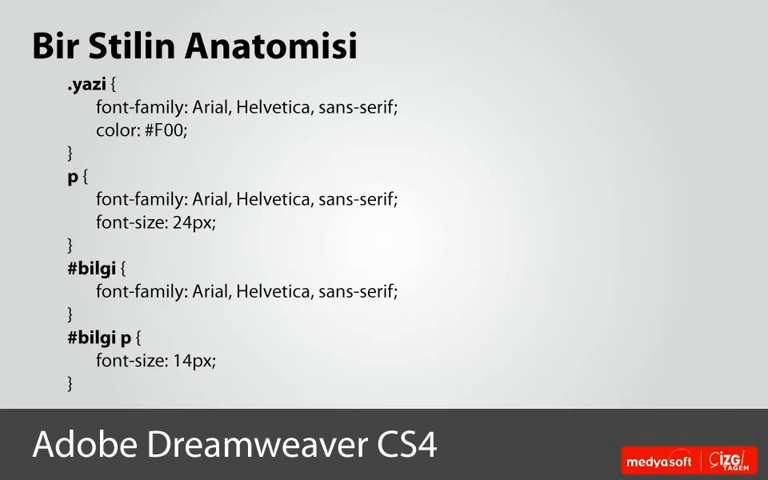 Bir Stilin Anatomisi
.yazi {
font-family: Arial, Helvetica, sans-serif;
color: #F00;
}
p {
font-family: Arial, Helvetica, sans-serif;
font-size: 24px;
}
#bilgi {
font-family: Arial, Helvetica, sans-serif;
}
#bilgi p {
font-size: 14px;
}
Adobe Dreamweaver CS4
medyasoft
ÇİZGİ
TAGEM